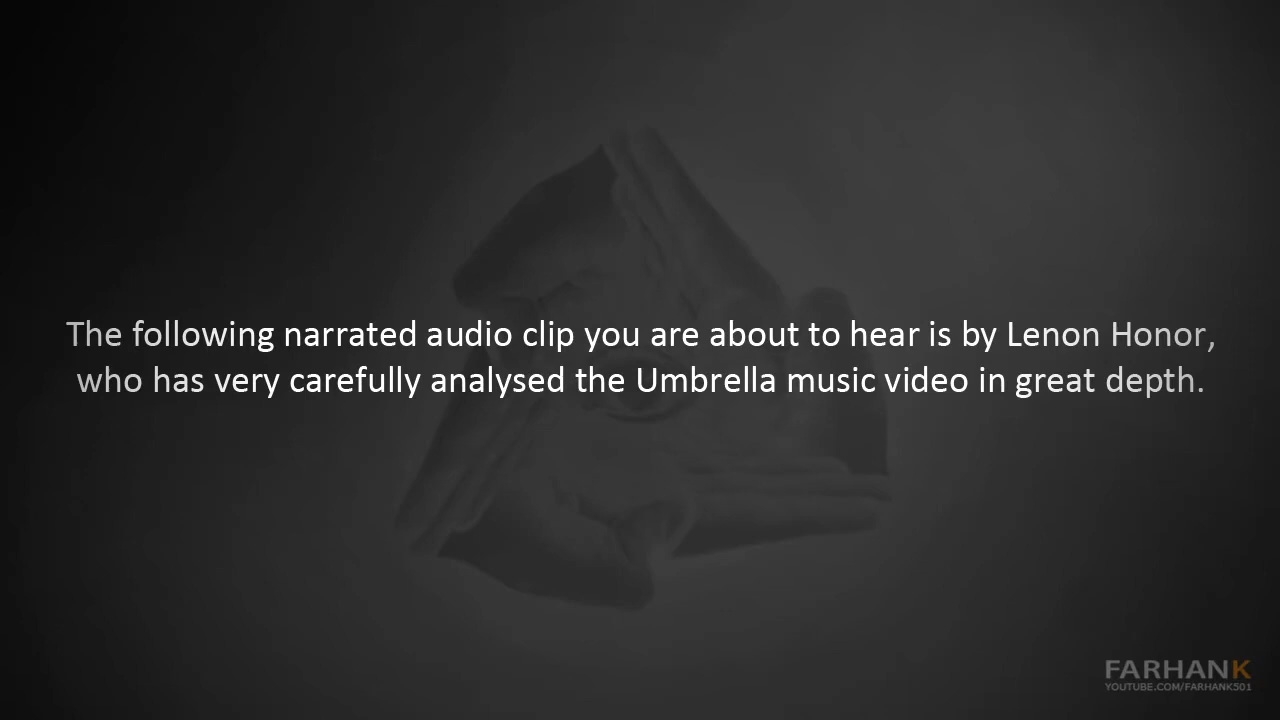 The following narrated audio clip you are about to hear is by Lenon Honor,
who has very carefully analysed the Umbrella music video in great depth.
FARHANK
YOUTUBE.COM/FARHANK501